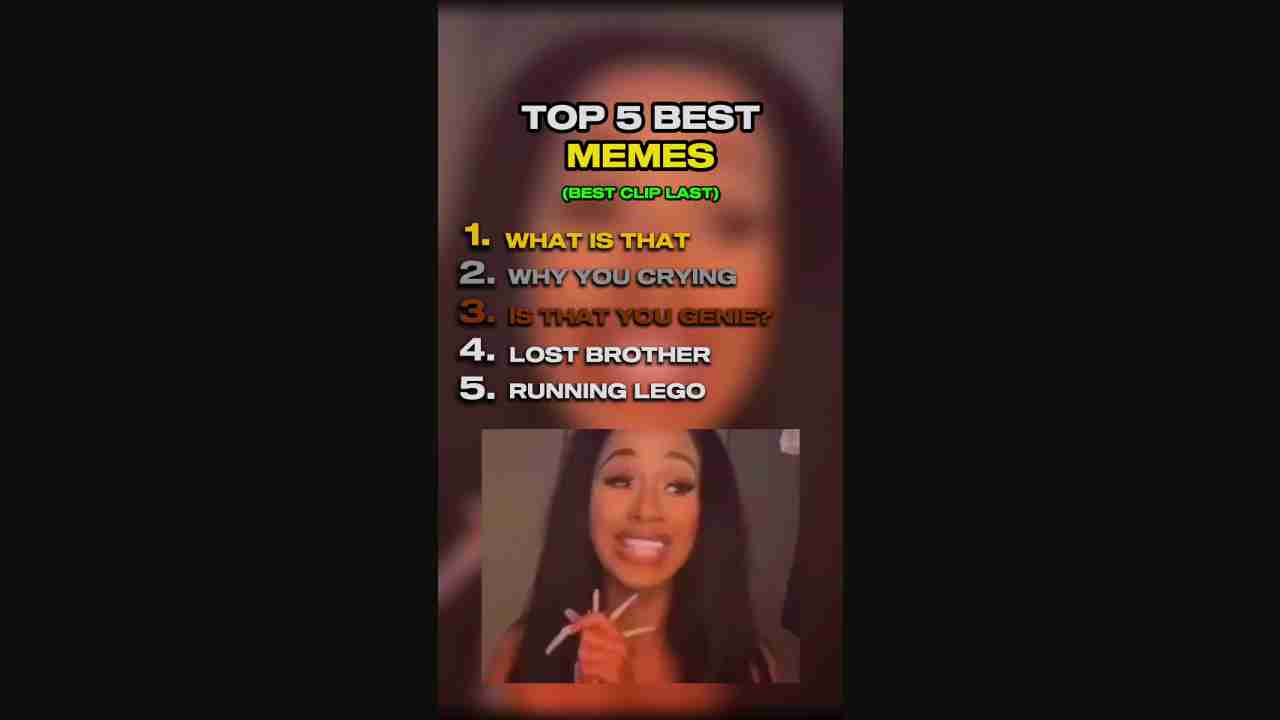 TOP 5 BEST
MEMES
(BEST CLIP LAST)
1. WHAT IS THAT
2. WHY YOU CRYING
3. IS THAT YOU GENIE?
4. LOST BROTHER
5. RUNNING LEGO